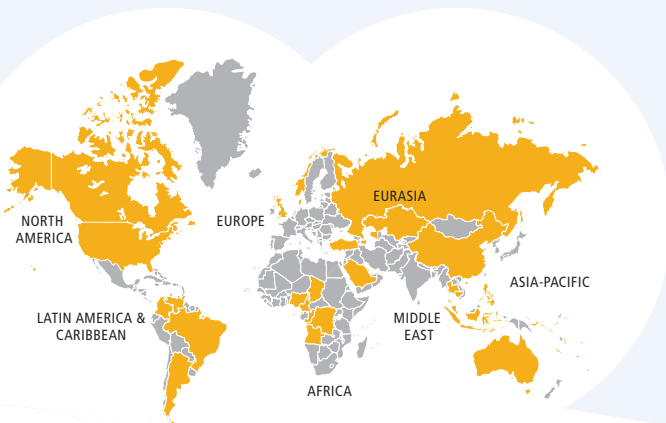 EURASIA
NORTH
AMERICA
EUROPE
ASIA-PACIFIC
LATIN AMERICA &
CARIBBEAN
MIDDLE
EAST
AFRICA